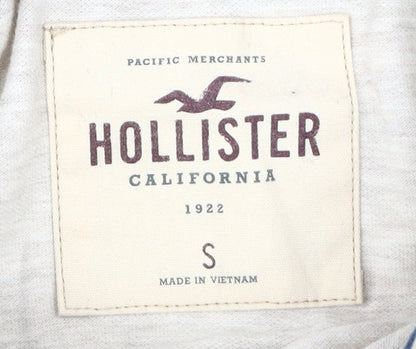 PACIFIC MERCHANTS
HOLLISTER
CALIFORNIA
1922
S
MADE IN VIETNAM